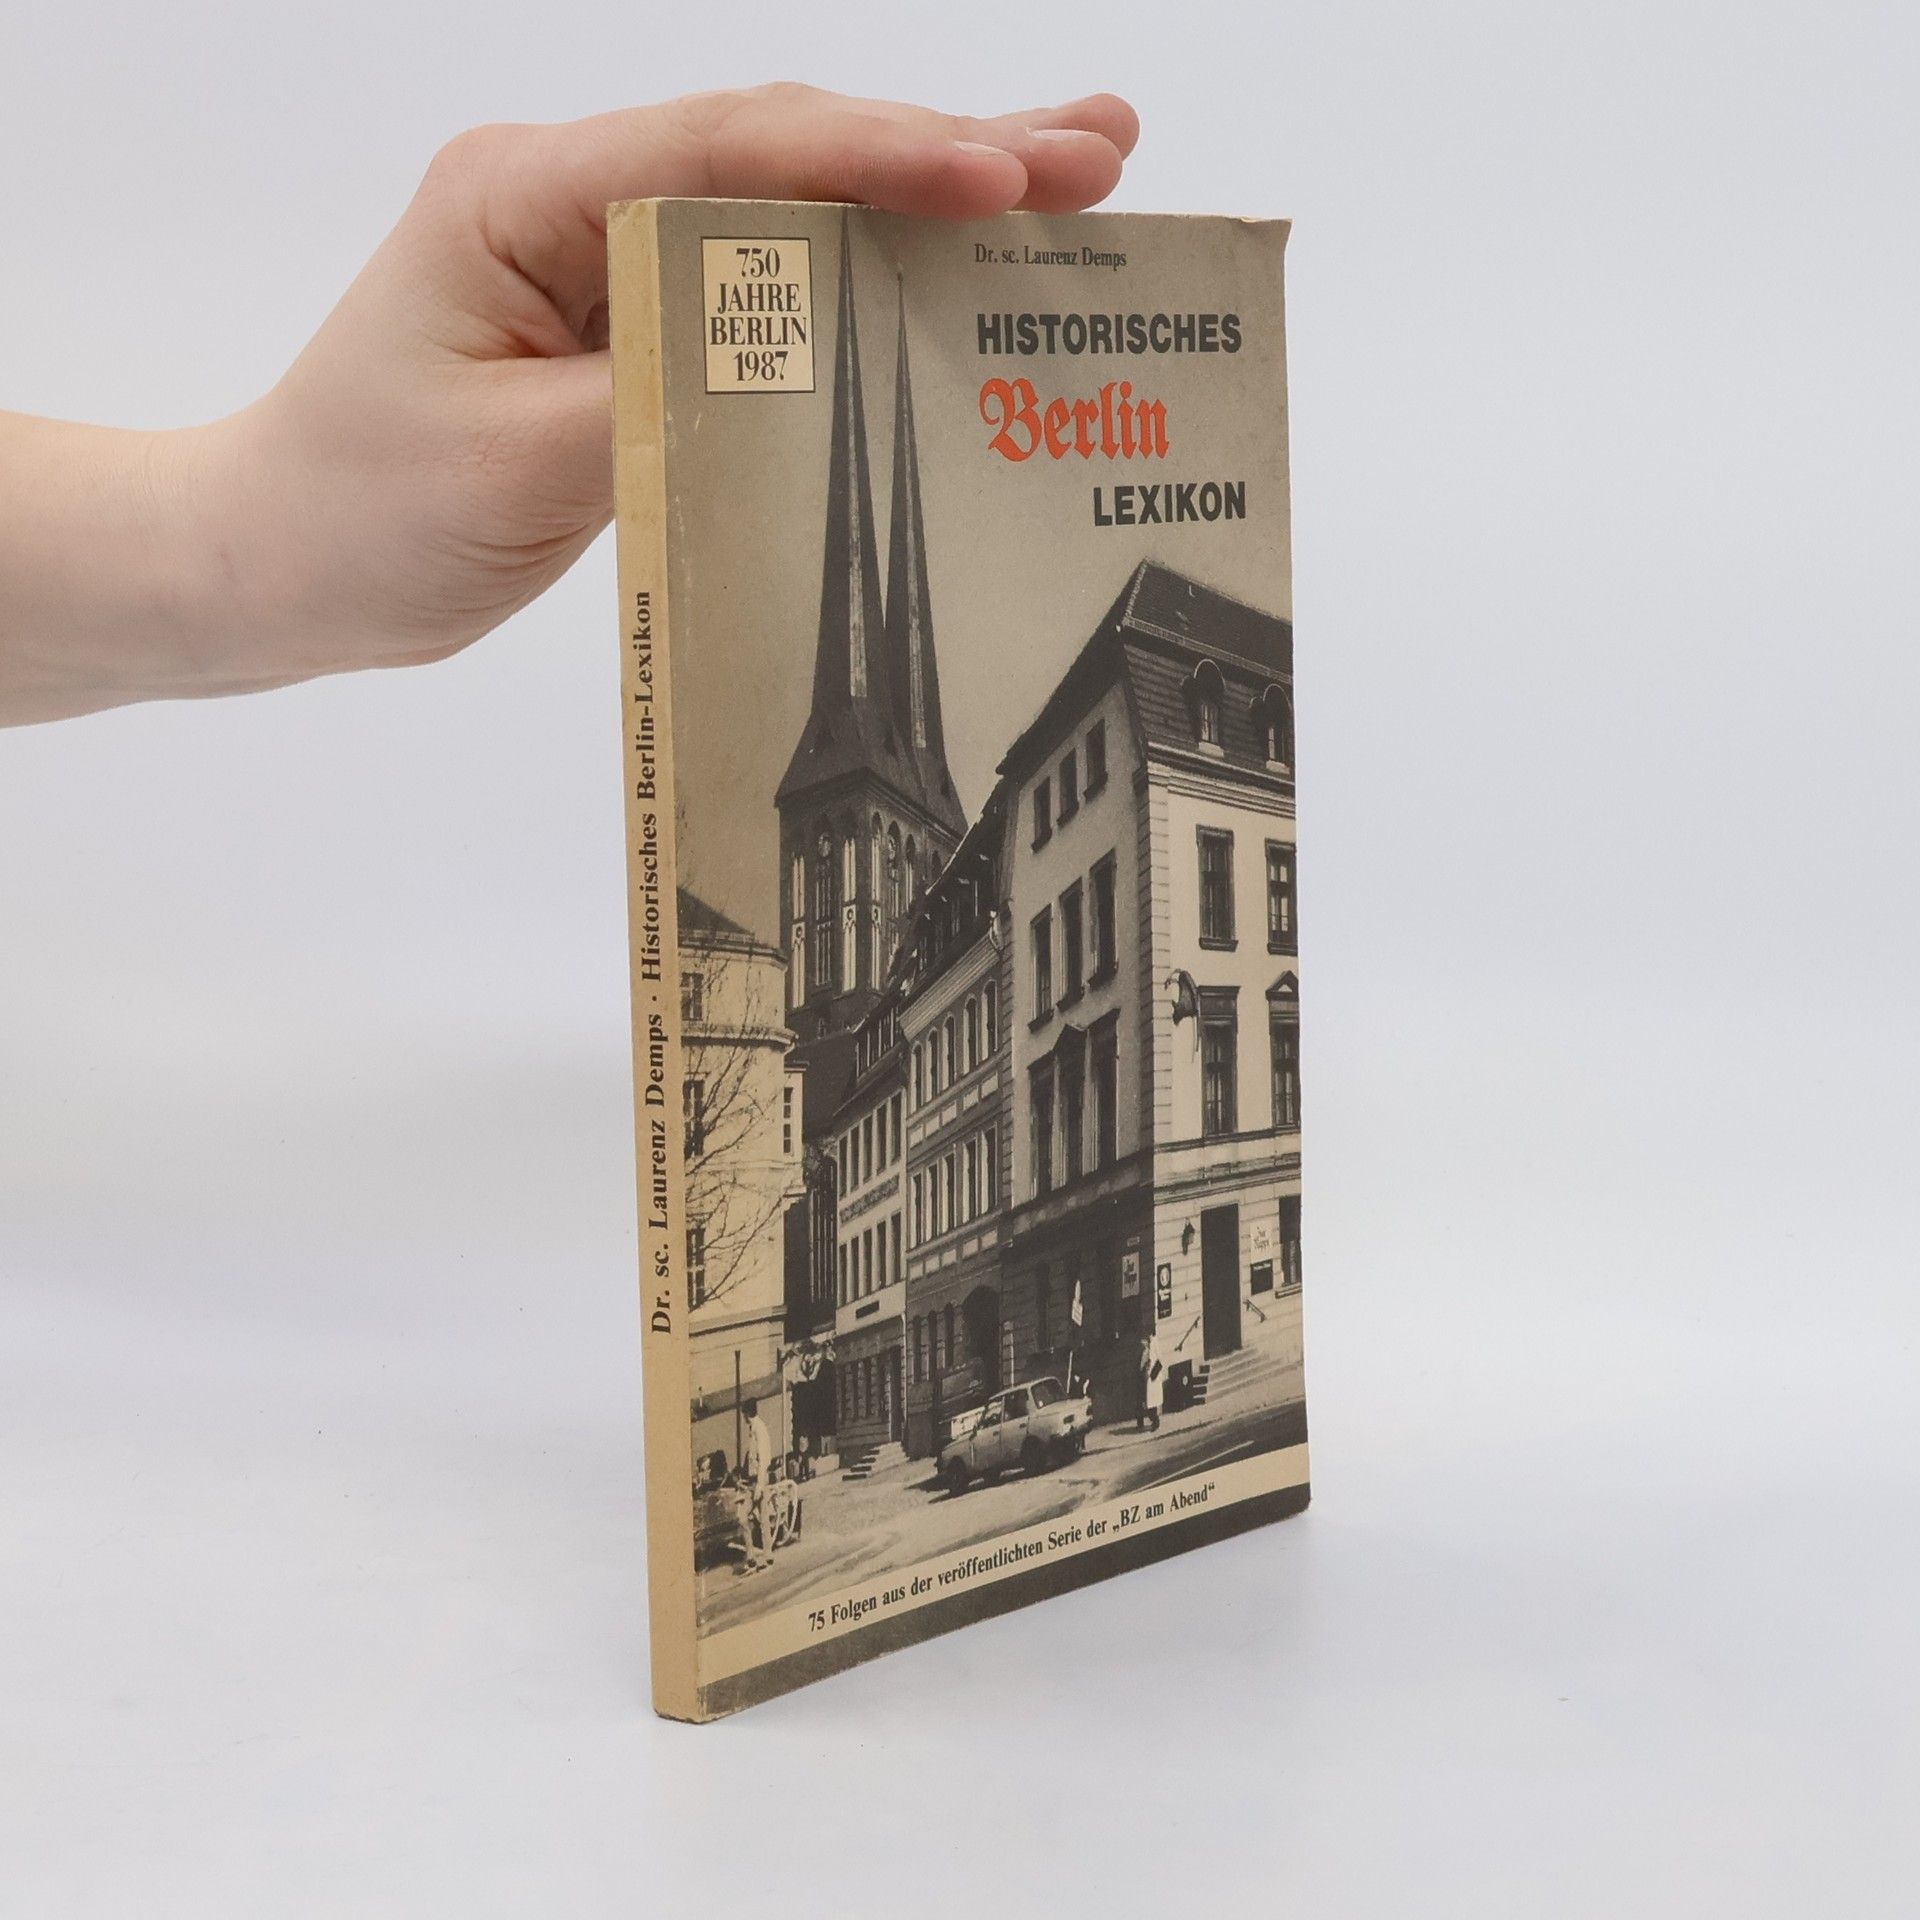 750
JAHRE
BERLIN
1987
Dr. sc. Laurenz Demps
HISTORISCHES
Berlin
LEXIKON
75 Folgen aus der veröffentlichten Serie der „BZ am Abend“
Dr. sc. Laurenz Demps · Historisches Berlin-Lexikon